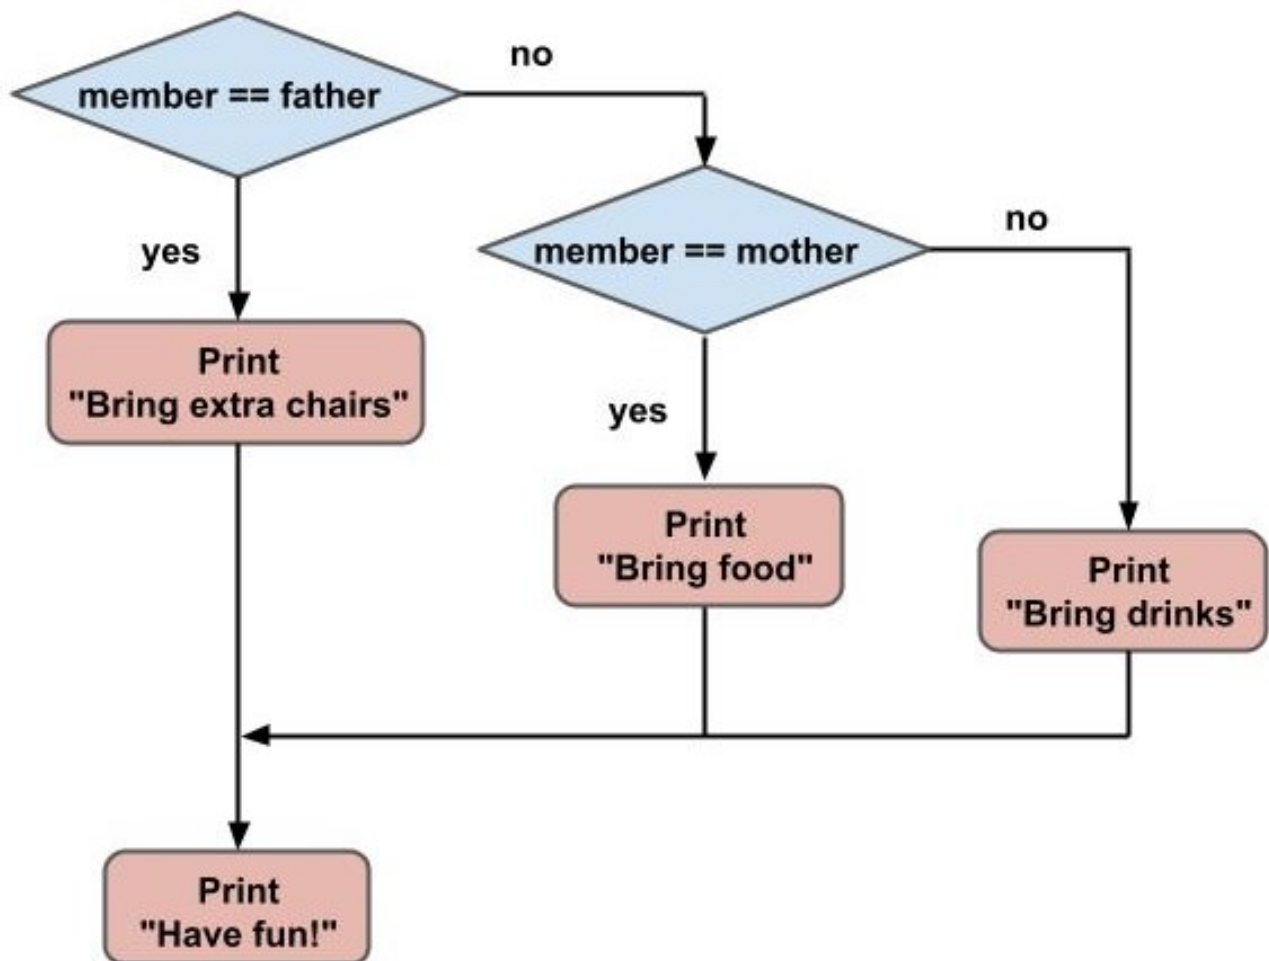 member == father
no
yes
member == mother
no
Print
"Bring extra chairs"
yes
Print
"Bring food"
Print
"Bring drinks"
Print
"Have fun!"